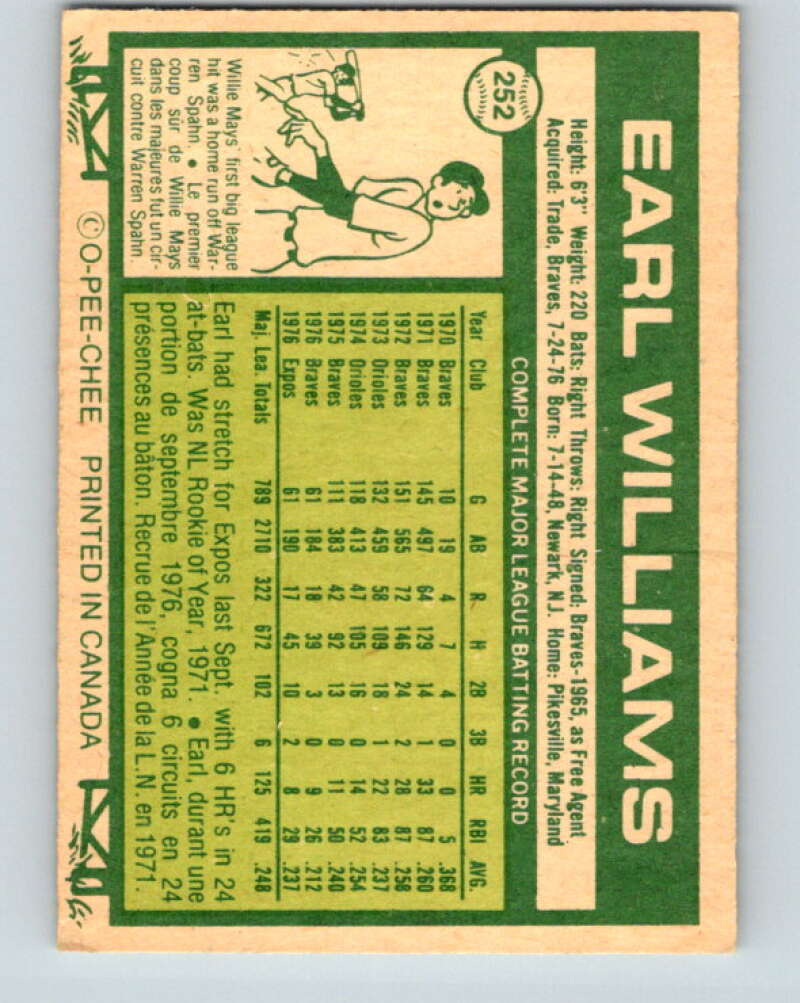 EARL WILLIAMS
252
Height: 6'3" Weight: 220 Bats: Right Throws: Right Signed: Braves-1965, as Free Agent
Acquired: Trade, Braves, 7-24-76 Born: 7-14-48, Newark, N.J. Home: Pikesville, Maryland
COMPLETE MAJOR LEAGUE BATTING RECORD
Year Club G AB R H 2B 3B HR RBI AVG.
1970 Braves 10 19 4 7 4 0 0 5 .368
1971 Braves 145 497 64 129 14 1 33 87 .260
1972 Braves 151 565 72 146 24 2 28 87 .258
1973 Orioles 132 459 58 109 18 1 22 83 .237
1974 Orioles 118 413 47 105 16 0 14 52 .254
1975 Braves 111 383 42 92 13 0 11 50 .240
1976 Braves 61 184 18 39 3 0 9 26 .212
1976 Expos 61 190 17 45 10 2 8 29 .237
Maj. Lea. Totals 789 2710 322 672 102 6 125 419 .248
Willie Mays' first big league
hit was a home run off War-
ren Spahn. • Le premier
coup sûr de Willie Mays
dans les majeures fut un cir-
cuit contre Warren Spahn.
Earl had stretch for Expos last Sept. with 6 HR's in 24
at-bats. Was NL Rookie of Year, 1971. • Earl, durant une
portion de septembre 1976, cogna 6 circuits en 24
présences au bâton. Recrue de l'Année de la L.N. en 1971.
© O-PEE-CHEE PRINTED IN CANADA